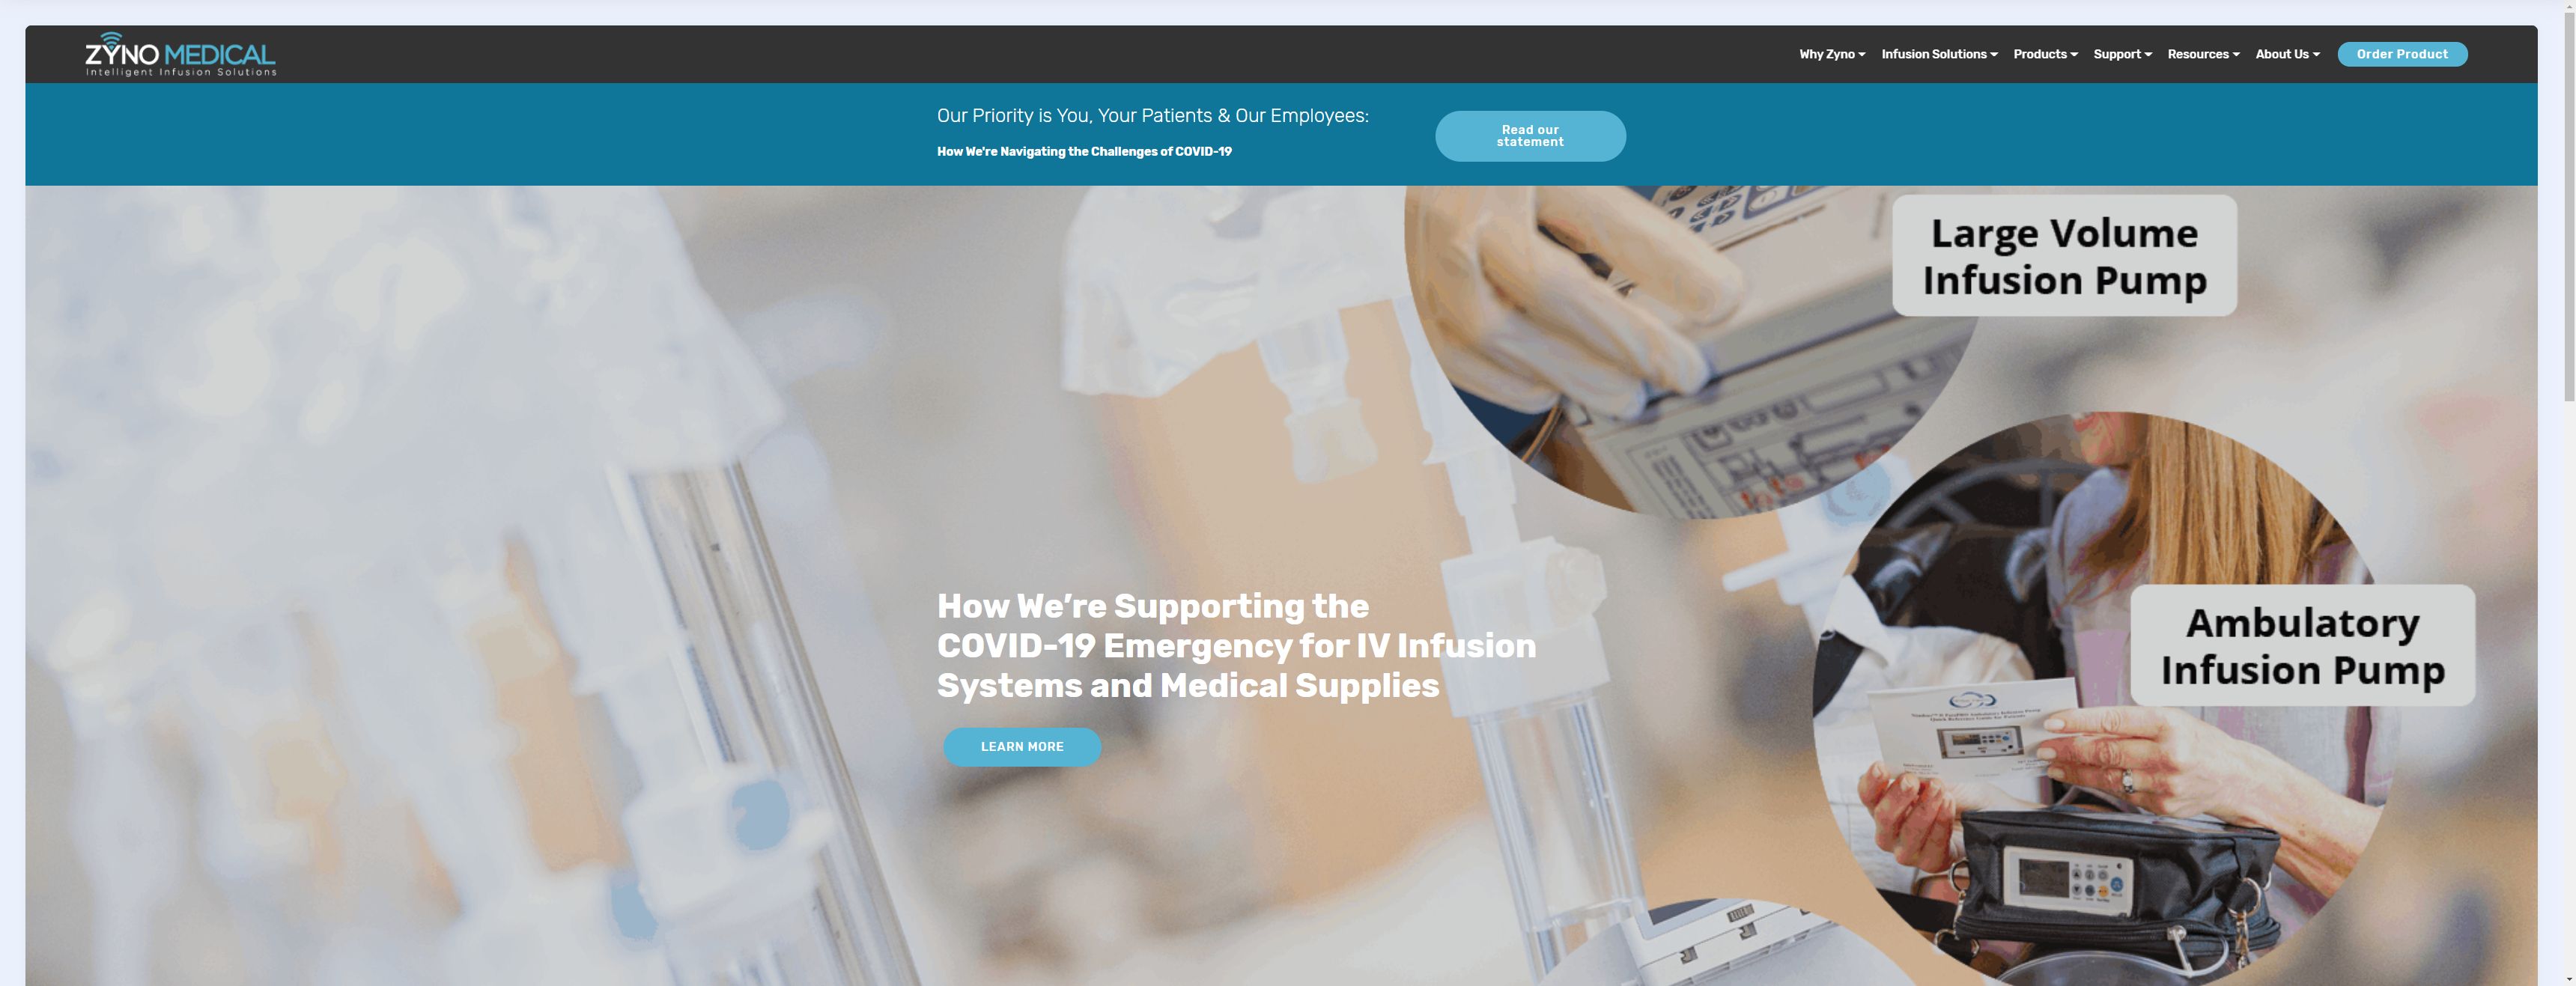 ZYNO MEDICAL
Intelligent Infusion Solutions
Why Zyno
Infusion Solutions
Products
Support
Resources
About Us
Order Product
Our Priority is You, Your Patients & Our Employees:
How We're Navigating the Challenges of COVID-19
Read our
statement
Large Volume
Infusion Pump
How We’re Supporting the
COVID-19 Emergency for IV Infusion
Systems and Medical Supplies
LEARN MORE
Ambulatory
Infusion Pump